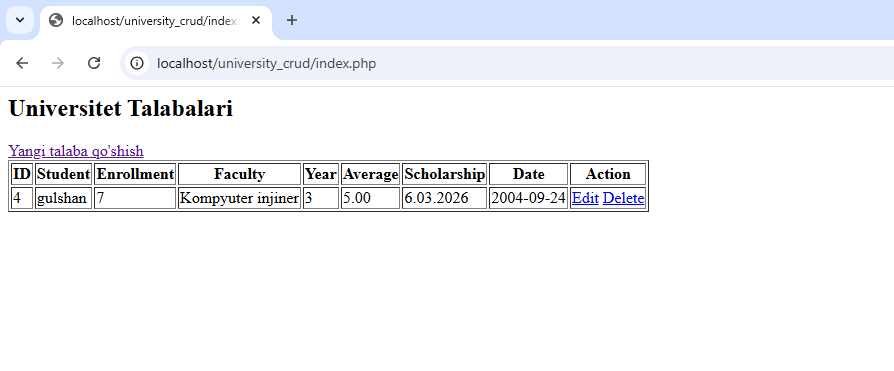 localhost/university_crud/index.
localhost/university_crud/index.php
Universitet Talabalari
Yangi talaba qo'shish
ID Student Enrollment Faculty Year Average Scholarship Date Action
4 gulshan 7 Kompyuter injiner 3 5.00 6.03.2026 2004-09-24 Edit Delete